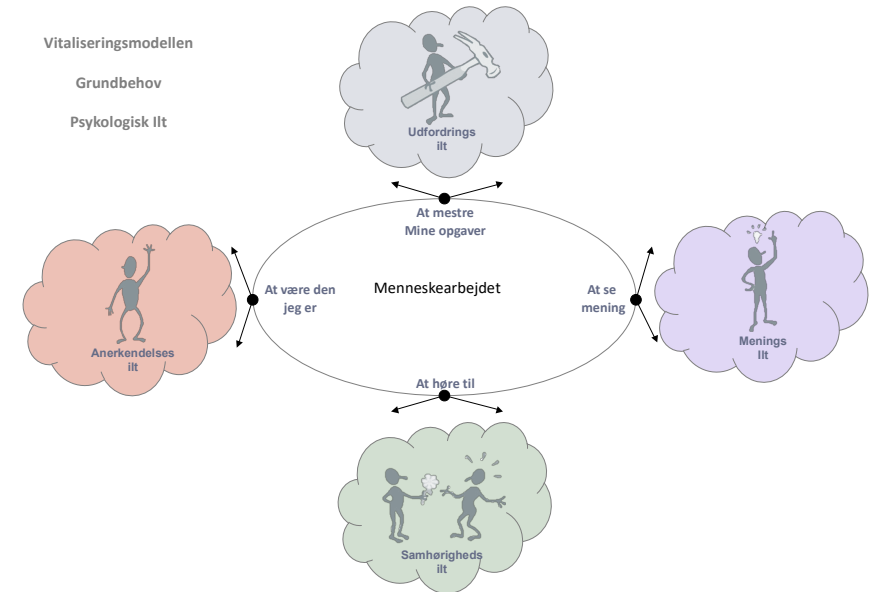 Vitaliseringsmodellen
Grundbehov
Psykologisk Ilt
Udfordrings
ilt
At mestre
Mine opgaver
At være den
jeg er
Menneskearbejdet
At se
mening
Anerkendelses
ilt
Menings
Ilt
At høre til
Samhørigheds
ilt